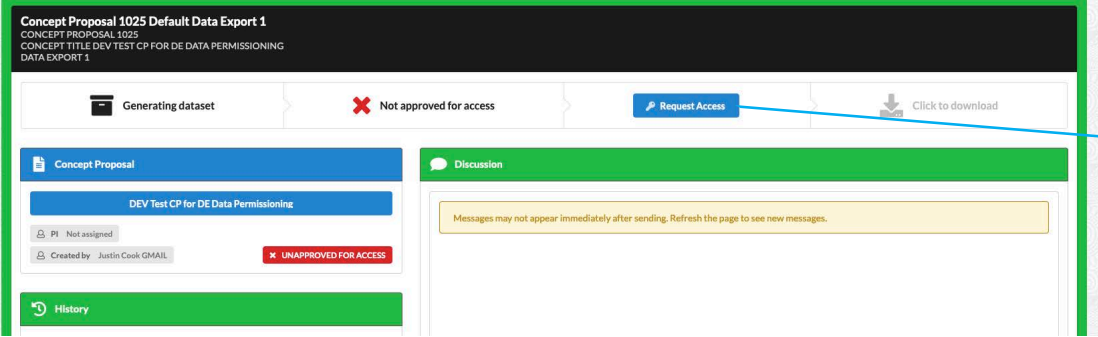 Concept Proposal 1025 Default Data Export 1
CONCEPT PROPOSAL 1025
CONCEPT TITLE DEV TEST CP FOR DE DATA PERMISSIONING
DATA EXPORT 1
Generating dataset
Not approved for access
Request Access
Click to download
Concept Proposal
DEV Test CP for DE Data Permissioning
PI Not assigned
Created by Justin Cook GMAIL
UNAPPROVED FOR ACCESS
History
Discussion
Messages may not appear immediately after sending. Refresh the page to see new messages.